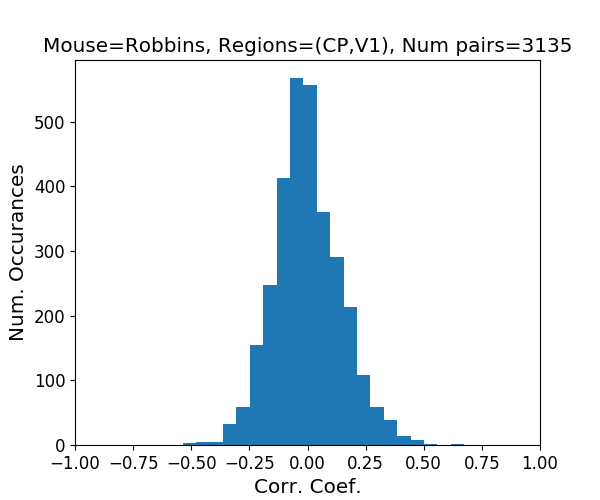 Mouse=Robbins, Regions=(CP,V1), Num pairs=3135
Num. Occurances
500
400
300
200
100
0
−1.00 −0.75 −0.50 −0.25 0.00 0.25 0.50 0.75 1.00
Corr. Coef.